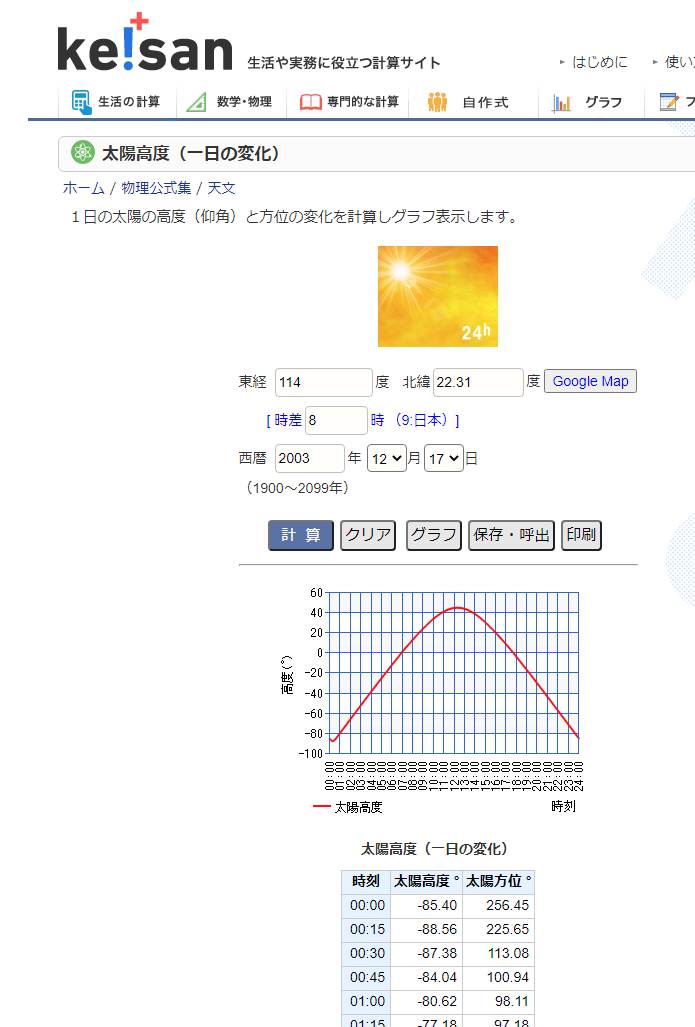 ke!san 生活や実務に役立つ計算サイト
はじめに
生活の計算 数学・物理 専門的な計算 自作式 グラフ
太陽高度（一日の変化）
ホーム / 物理公式集 / 天文
１日の太陽の高度（仰角）と方位の変化を計算しグラフ表示します。
24h
東経 114 度 北緯 22.31 度 Google Map
[ 時差 8 時 （9:日本）]
西暦 2003 年 12 月 17 日
（1900～2099年）
計 算 クリア グラフ 保存・呼出 印刷
60
40
20
0
-20
-40
-60
-80
-100
高度(°)
00:00 01:00 02:00 03:00 04:00 05:00 06:00 07:00 08:00 09:00 10:00 11:00 12:00 13:00 14:00 15:00 16:00 17:00 18:00 19:00 20:00 21:00 22:00 23:00 24:00
太陽高度 時刻
太陽高度（一日の変化）
時刻 太陽高度° 太陽方位°
00:00 -85.40 256.45
00:15 -88.56 225.65
00:30 -87.38 113.08
00:45 -84.04 100.94
01:00 -80.62 98.11
01:15 -77.18 97.18